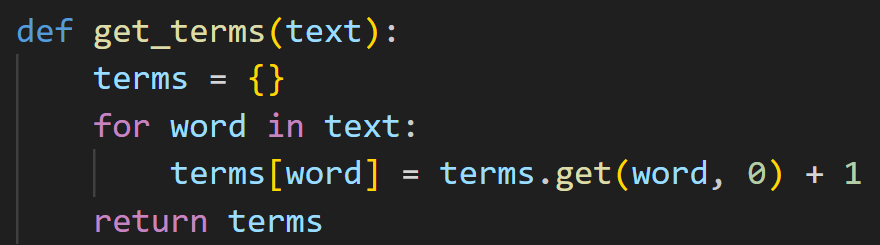 def get_terms(text):
    terms = {}
    for word in text:
        terms[word] = terms.get(word, 0) + 1
    return terms